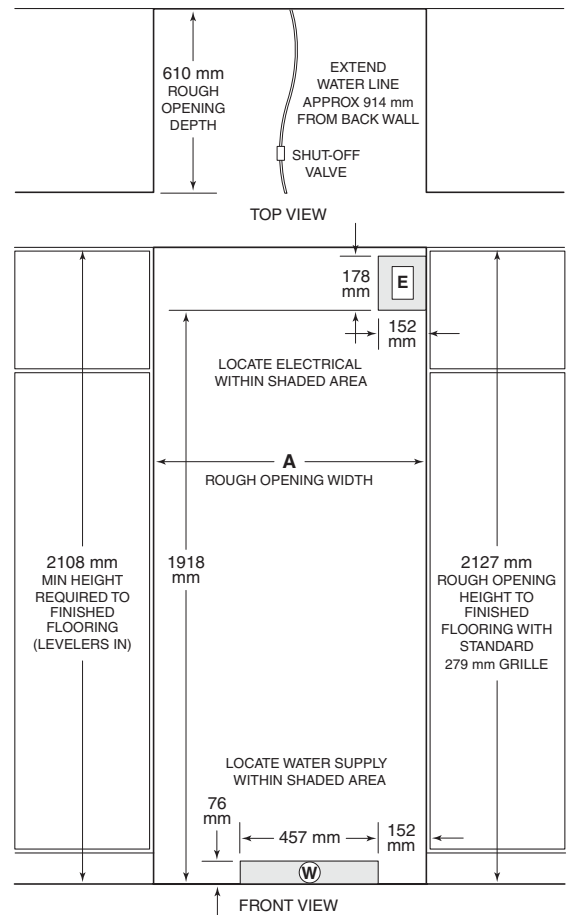 610 mm
ROUGH
OPENING
DEPTH
EXTEND
WATER LINE
APPROX 914 mm
FROM BACK WALL
SHUT-OFF
VALVE
TOP VIEW
178
mm
E
152
mm
LOCATE ELECTRICAL
WITHIN SHADED AREA
A
ROUGH OPENING WIDTH
2108 mm
MIN HEIGHT
REQUIRED TO
FINISHED
FLOORING
(LEVELERS IN)
1918
mm
2127 mm
ROUGH OPENING
HEIGHT TO
FINISHED
FLOORING WITH
STANDARD
279 mm GRILLE
LOCATE WATER SUPPLY
WITHIN SHADED AREA
76
mm
457 mm
152
mm
W
FRONT VIEW